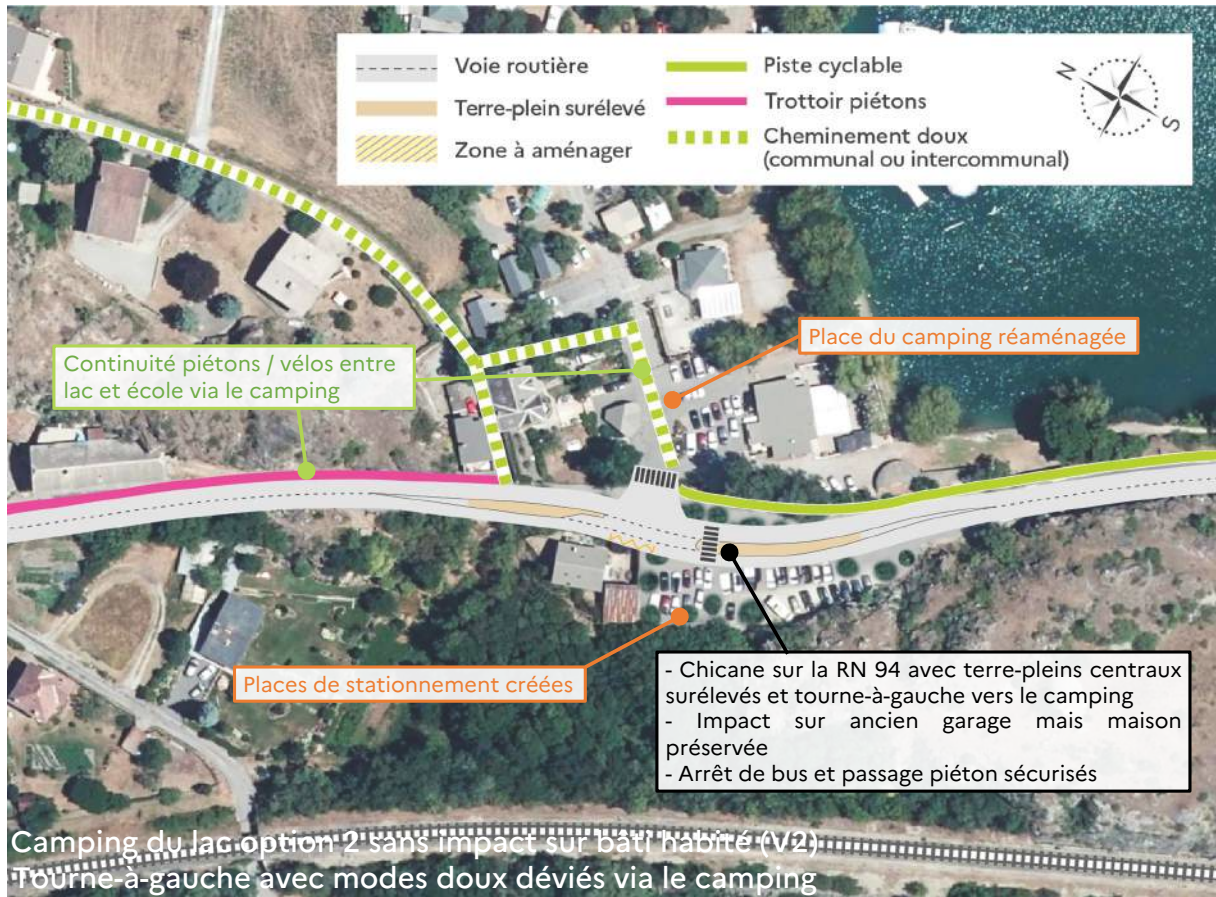 Voie routière
Terre-plein surélevé
Zone à aménager
Piste cyclable
Trottoir piétons
Cheminement doux
(communal ou intercommunal)
N
S
Place du camping réaménagée
Continuité piétons / vélos entre
lac et école via le camping
Places de stationnement créées
- Chicane sur la RN 94 avec terre-pleins centraux
surélevés et tourne-à-gauche vers le camping
- Impact sur ancien garage mais maison
préservée
- Arrêt de bus et passage piéton sécurisés
Camping du lac option 2 sans impact sur bâti habité (V2)
Tourne-à-gauche avec modes doux déviés via le camping